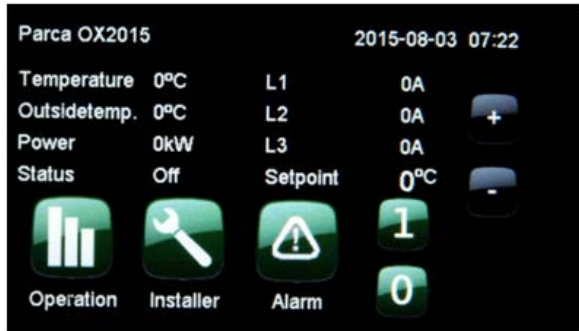 Parca OX2015 2015-08-03 07:22
Temperature 0ºC L1 0A
Outsidetemp. 0ºC L2 0A +
Power 0kW L3 0A
Status Off Setpoint 0ºC -
1
Operation Installer Alarm 0